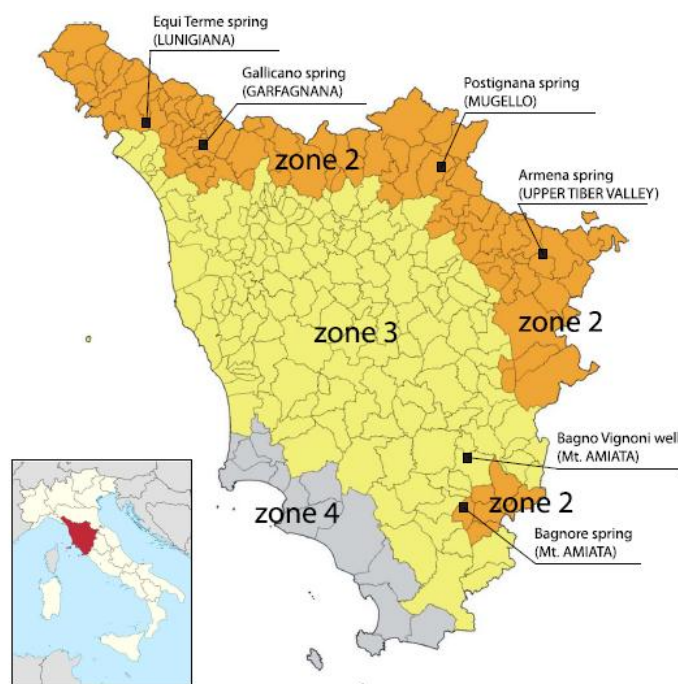 Equi Terme spring
(LUNIGIANA)
Gallicano spring
(GARFAGNANA)
Postignana spring
(MUGELLO)
zone 2
Armena spring
(UPPER TIBER VALLEY)
zone 3
zone 2
Bagno Vignoni well
(Mt. AMIATA)
zone 2
zone 4
Bagnore spring
(Mt. AMIATA)